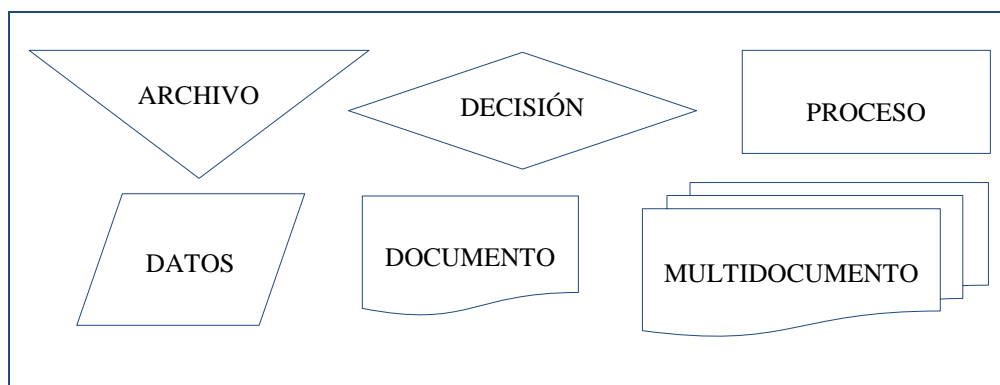 ARCHIVO
DECISIÓN
PROCESO
DATOS
DOCUMENTO
MULTIDOCUMENTO